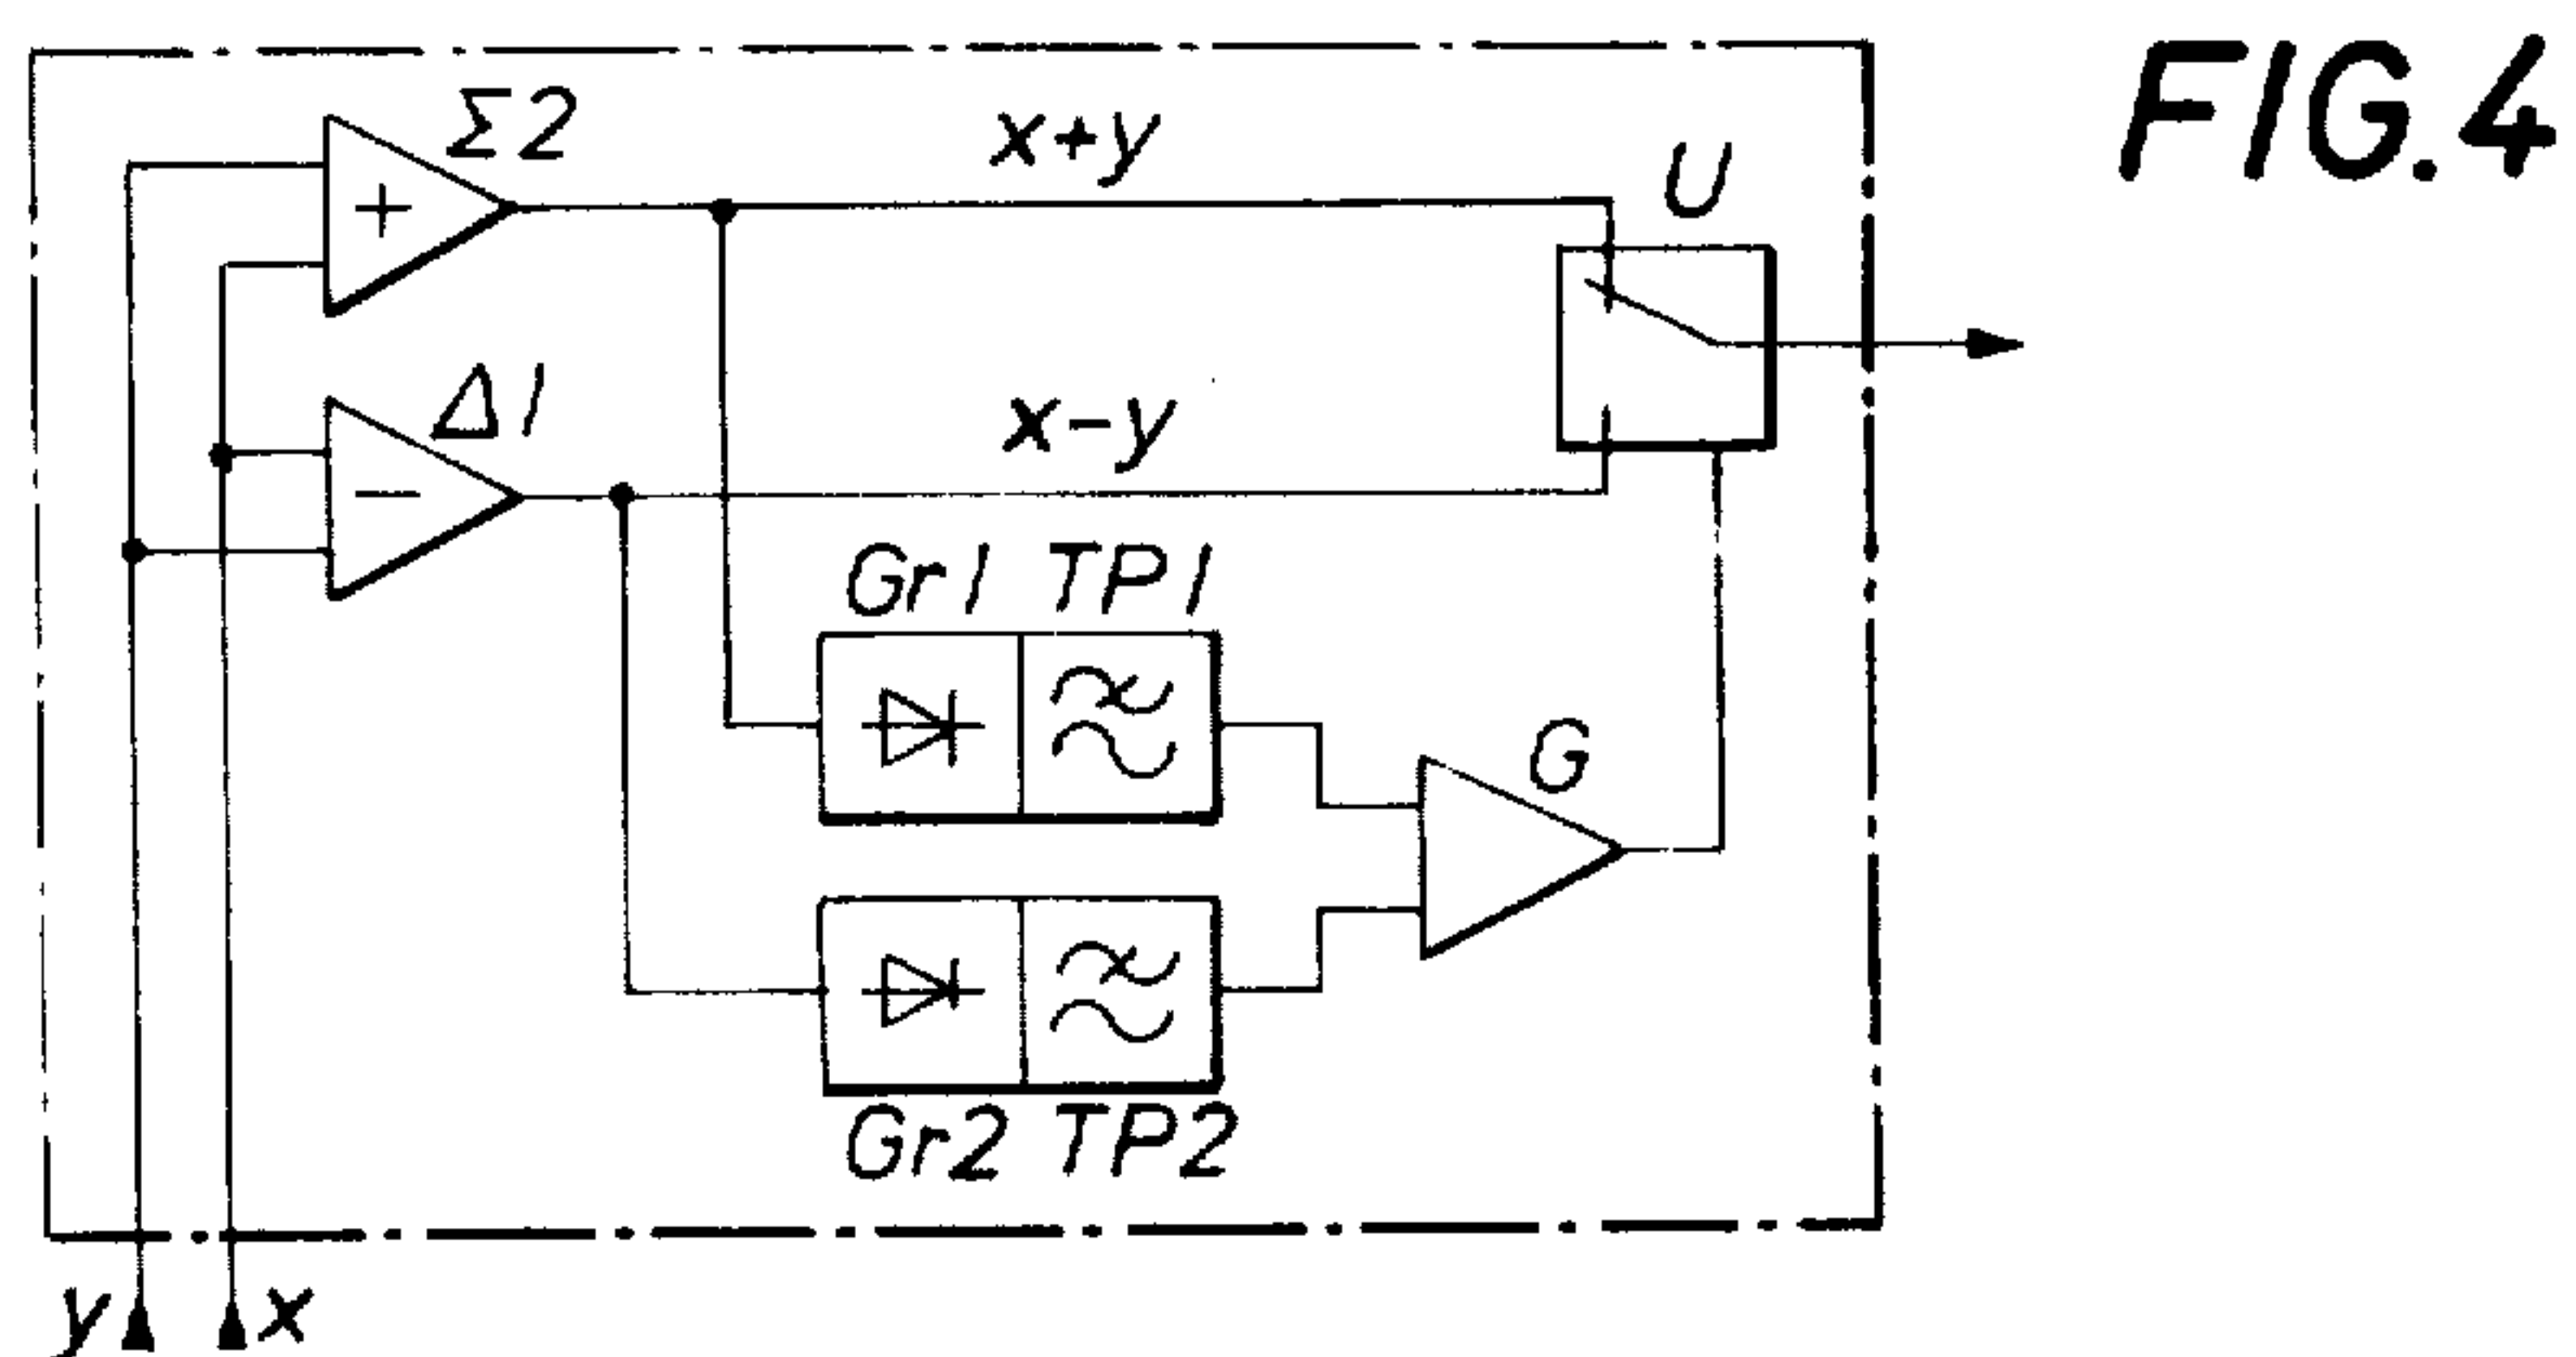 FIG.4
Σ2
x+y
U
+
Δ1
x-y
−
Gr1 TP1
G
Gr2 TP2
y
x